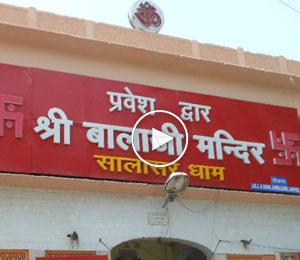 ॐ
प्रवेश द्वार
श्री बालाजी मन्दिर
सालासर धाम